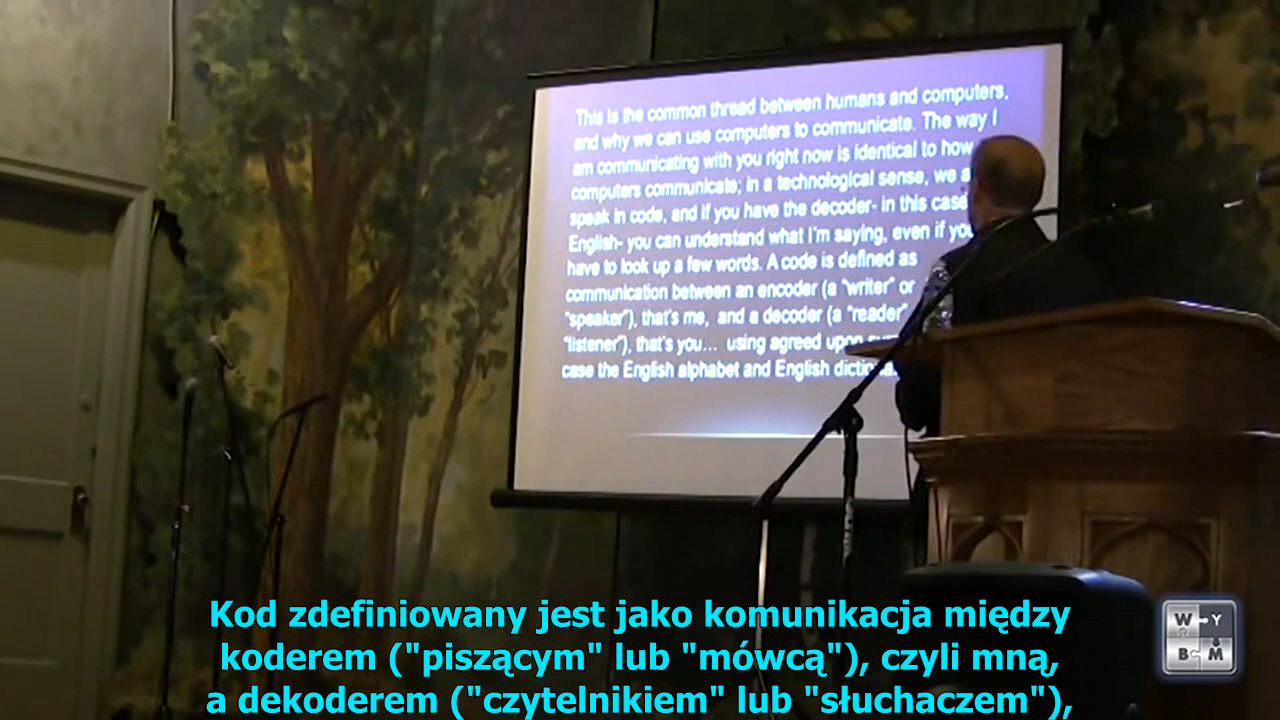 This is the common thread between humans and computers,
and why we can use computers to communicate. The way I
am communicating with you right now is identical to how
computers communicate; in a technological sense, we a
speak in code, and if you have the decoder- in this case
English- you can understand what I'm saying, even if you
have to look up a few words. A code is defined as
communication between an encoder (a "writer" or
"speaker"), that's me, and a decoder (a "reader"
"listener"), that's you... using agreed upon
case the English alphabet and English
Kod zdefiniowany jest jako komunikacja między
koderem ("piszącym" lub "mówcą"), czyli mną,
a dekoderem ("czytelnikiem" lub "słuchaczem"),
W Y
B M